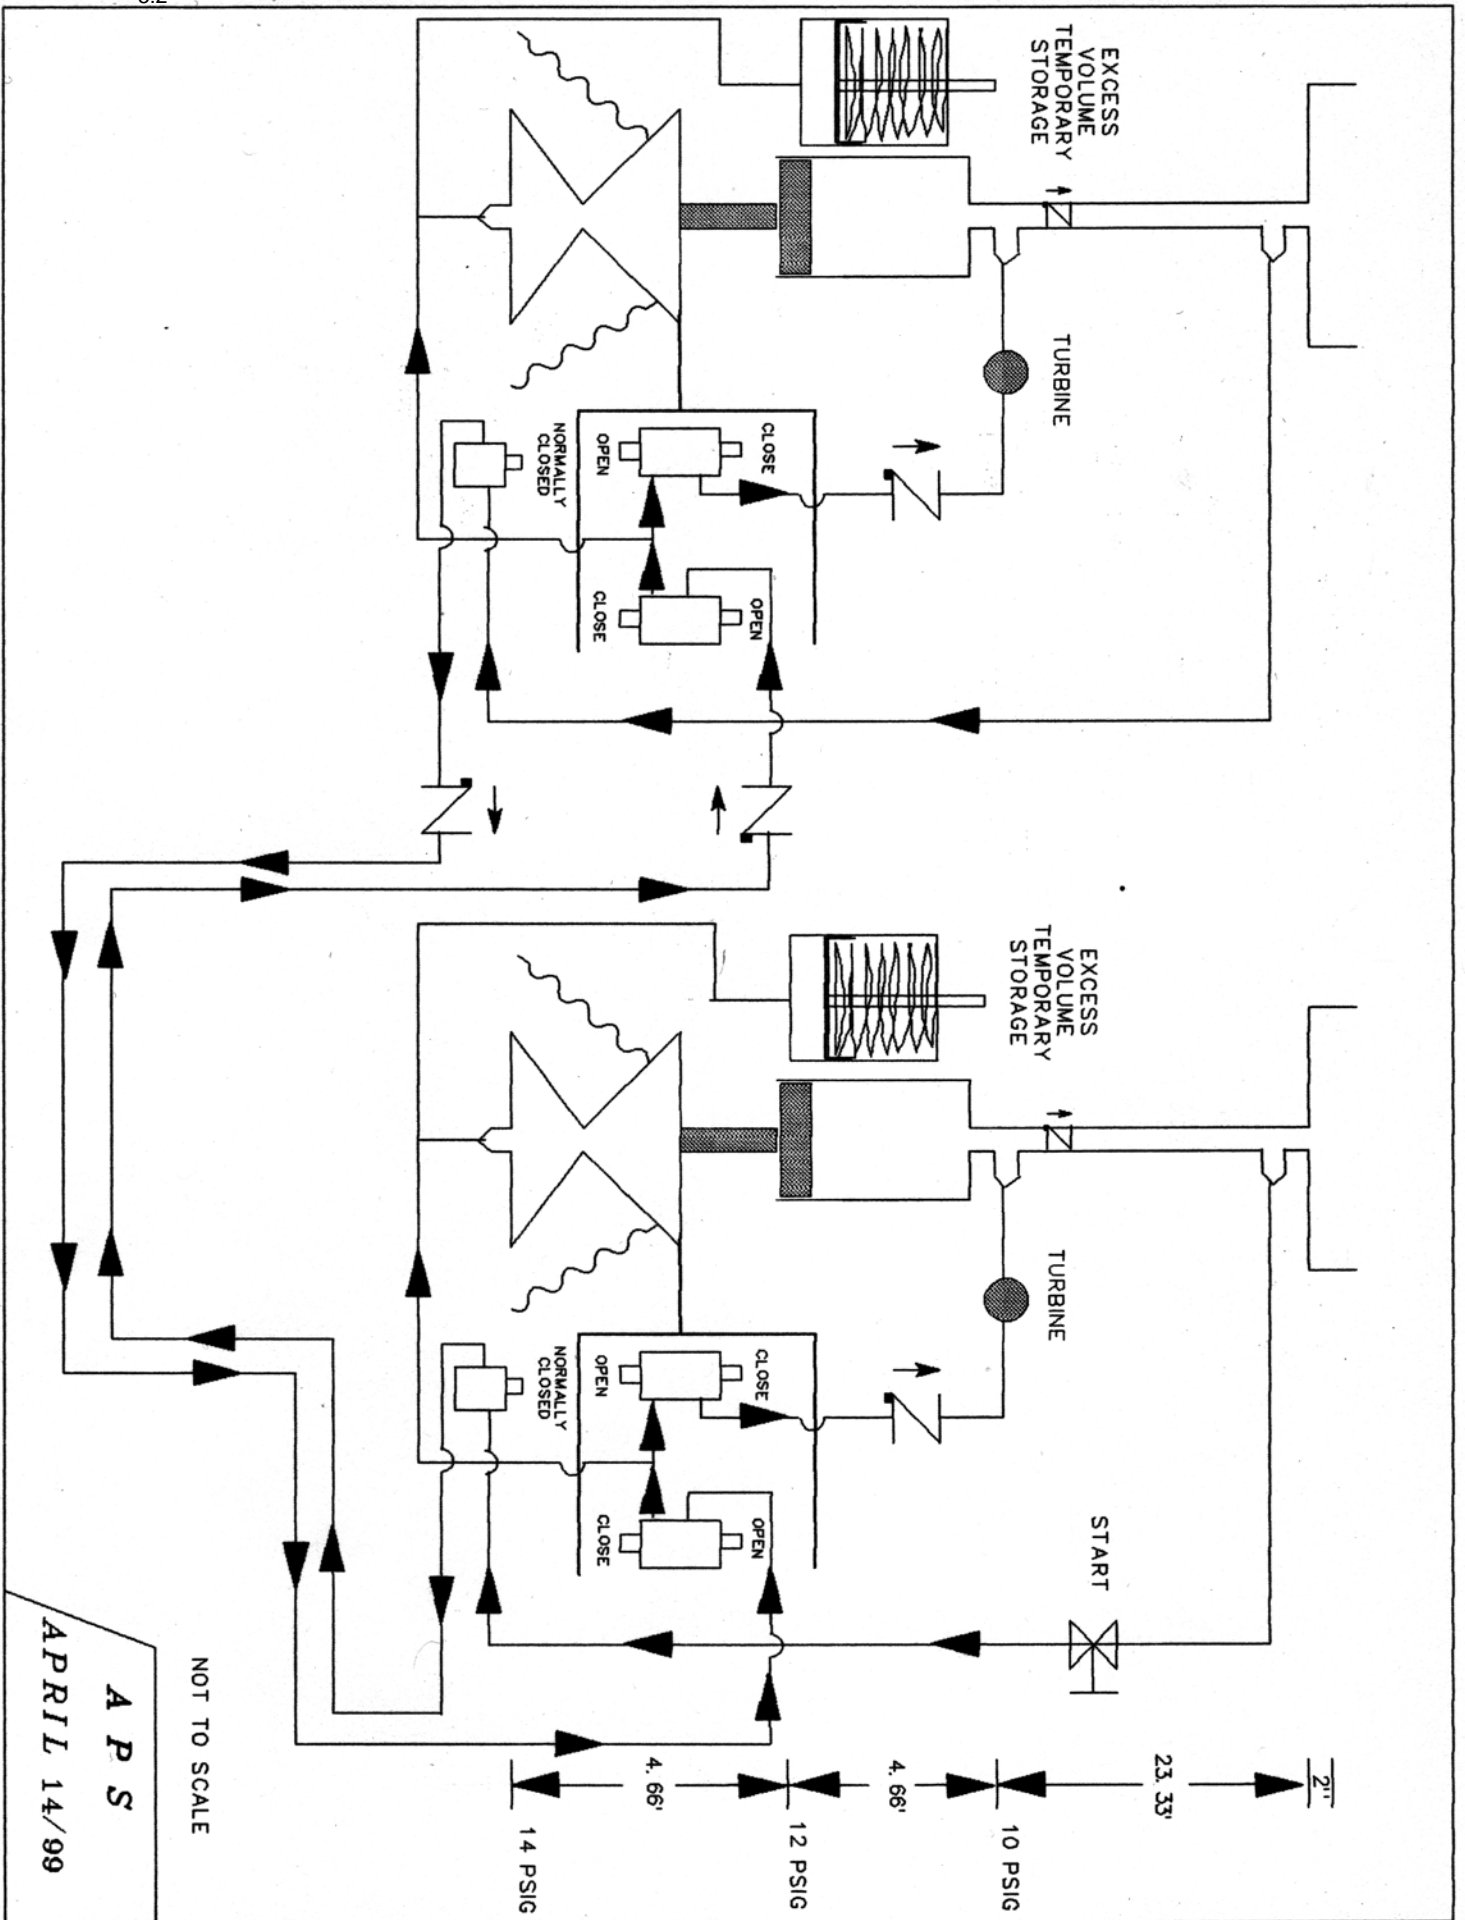 EXCESS
VOLUME
TEMPORARY
STORAGE
TURBINE
EXCESS
VOLUME
TEMPORARY
STORAGE
TURBINE
START
2"
23.33'
10 PSIG
4.66'
12 PSIG
4.66'
14 PSIG
CLOSE
OPEN
NORMALLY
CLOSED
OPEN
CLOSE
CLOSE
OPEN
NORMALLY
CLOSED
OPEN
CLOSE
NOT TO SCALE
A P S
APRIL 14/99